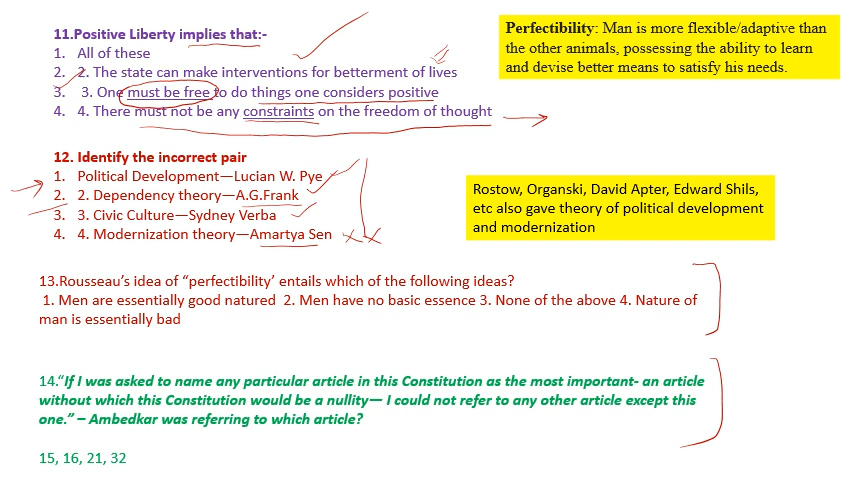 11.Positive Liberty implies that:-
1. All of these
2. 2. The state can make interventions for betterment of lives
3. 3. One must be free to do things one considers positive
4. 4. There must not be any constraints on the freedom of thought
Perfectibility: Man is more flexible/adaptive than
the other animals, possessing the ability to learn
and devise better means to satisfy his needs.
12. Identify the incorrect pair
1. Political Development—Lucian W. Pye
2. 2. Dependency theory—A.G.Frank
3. 3. Civic Culture—Sydney Verba
4. 4. Modernization theory—Amartya Sen
Rostow, Organski, David Apter, Edward Shils,
etc also gave theory of political development
and modernization
13.Rousseau's idea of "perfectibility' entails which of the following ideas?
1. Men are essentially good natured 2. Men have no basic essence 3. None of the above 4. Nature of
man is essentially bad
14."If I was asked to name any particular article in this Constitution as the most important- an article
without which this Constitution would be a nullity— I could not refer to any other article except this
one." – Ambedkar was referring to which article?
15, 16, 21, 32